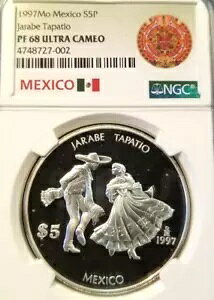 1997Mo Mexico S5P
Jarabe Tapatio
PF 68 ULTRA CAMEO
4748727-002
MEXICO
NGC
JARABE TAPATIO
$5
1997
MEXICO